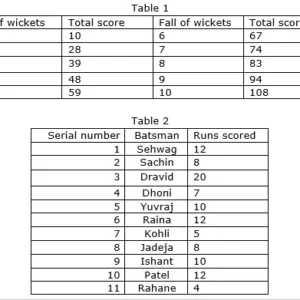 Table 1
of wickets Total score Fall of wickets Total scor
10 6 67
28 7 74
39 8 83
48 9 94
59 10 108
Table 2
Serial number Batsman Runs scored
1 Sehwag 12
2 Sachin 8
3 Dravid 20
4 Dhoni 7
5 Yuvraj 10
6 Raina 12
7 Kohli 5
8 Jadeja 8
9 Ishant 10
10 Patel 12
11 Rahane 4